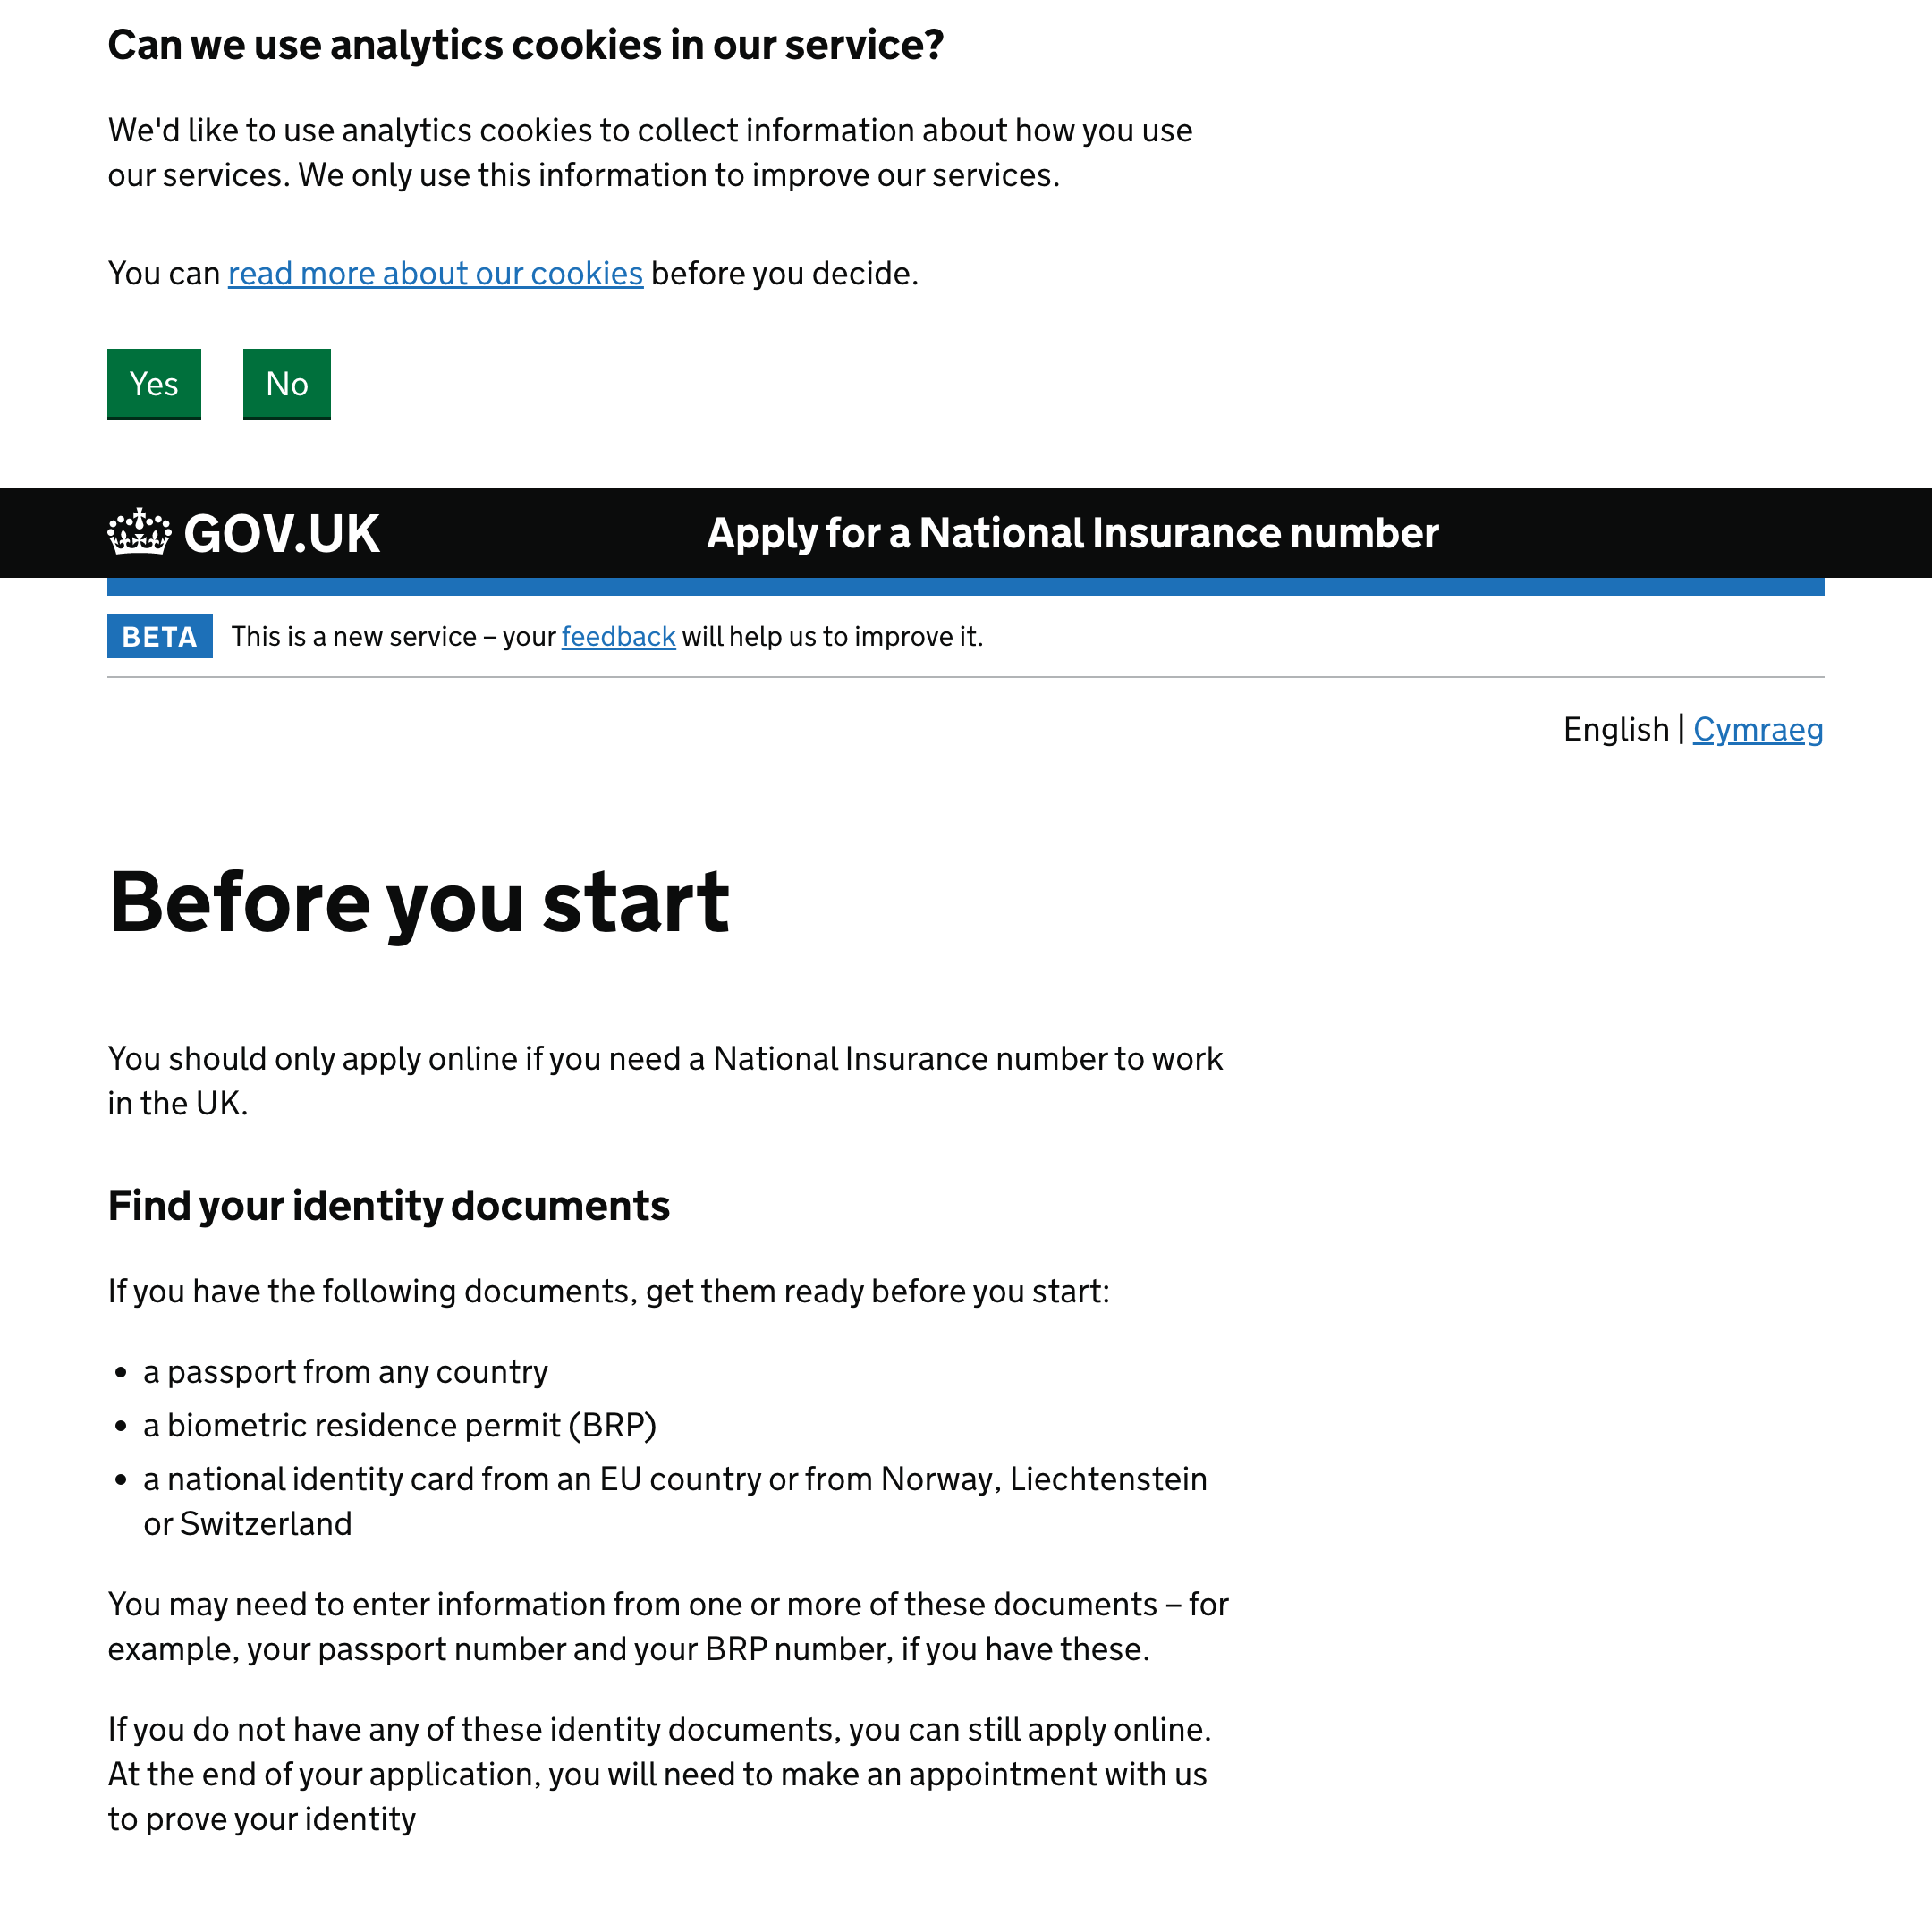 Can we use analytics cookies in our service?
We'd like to use analytics cookies to collect information about how you use
our services. We only use this information to improve our services.
You can read more about our cookies before you decide.
Yes No
GOV.UK Apply for a National Insurance number
BETA This is a new service – your feedback will help us to improve it.
English | Cymraeg
Before you start
You should only apply online if you need a National Insurance number to work
in the UK.
Find your identity documents
If you have the following documents, get them ready before you start:
• a passport from any country
• a biometric residence permit (BRP)
• a national identity card from an EU country or from Norway, Liechtenstein
or Switzerland
You may need to enter information from one or more of these documents – for
example, your passport number and your BRP number, if you have these.
If you do not have any of these identity documents, you can still apply online.
At the end of your application, you will need to make an appointment with us
to prove your identity